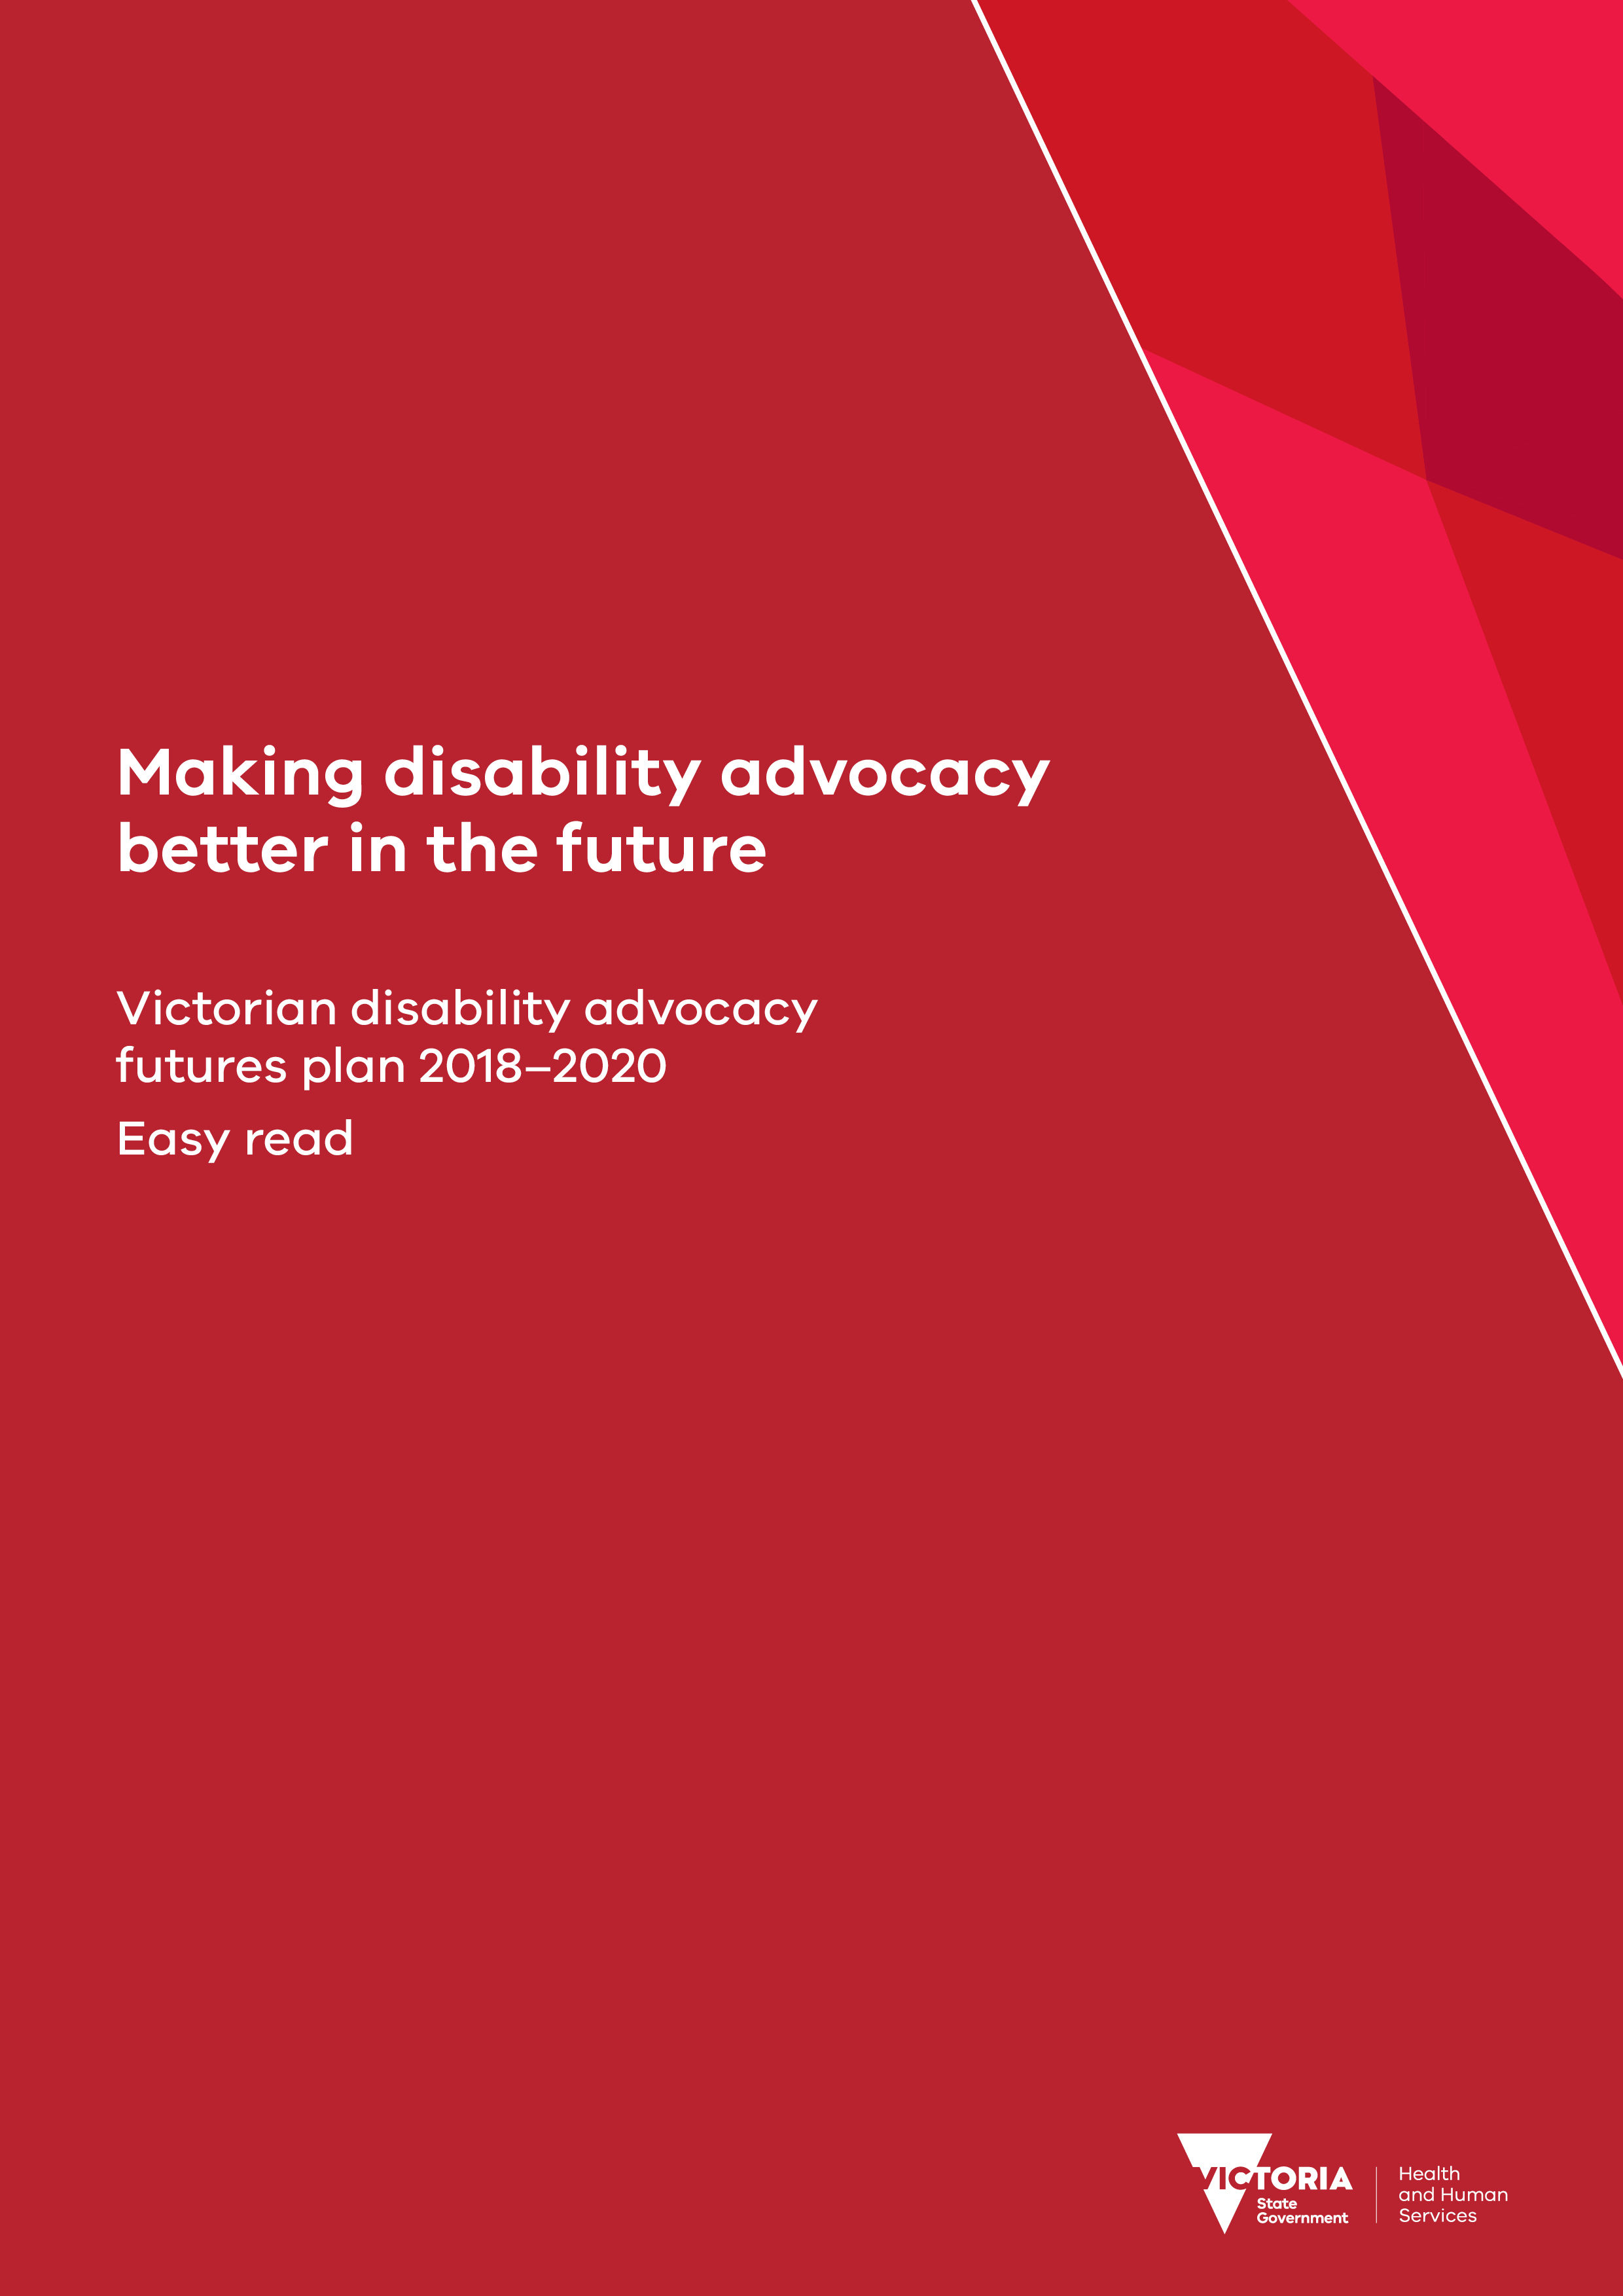 Making disability advocacy
better in the future
Victorian disability advocacy
futures plan 2018–2020
Easy read
VICTORIA
State
Government
Health
and Human
Services